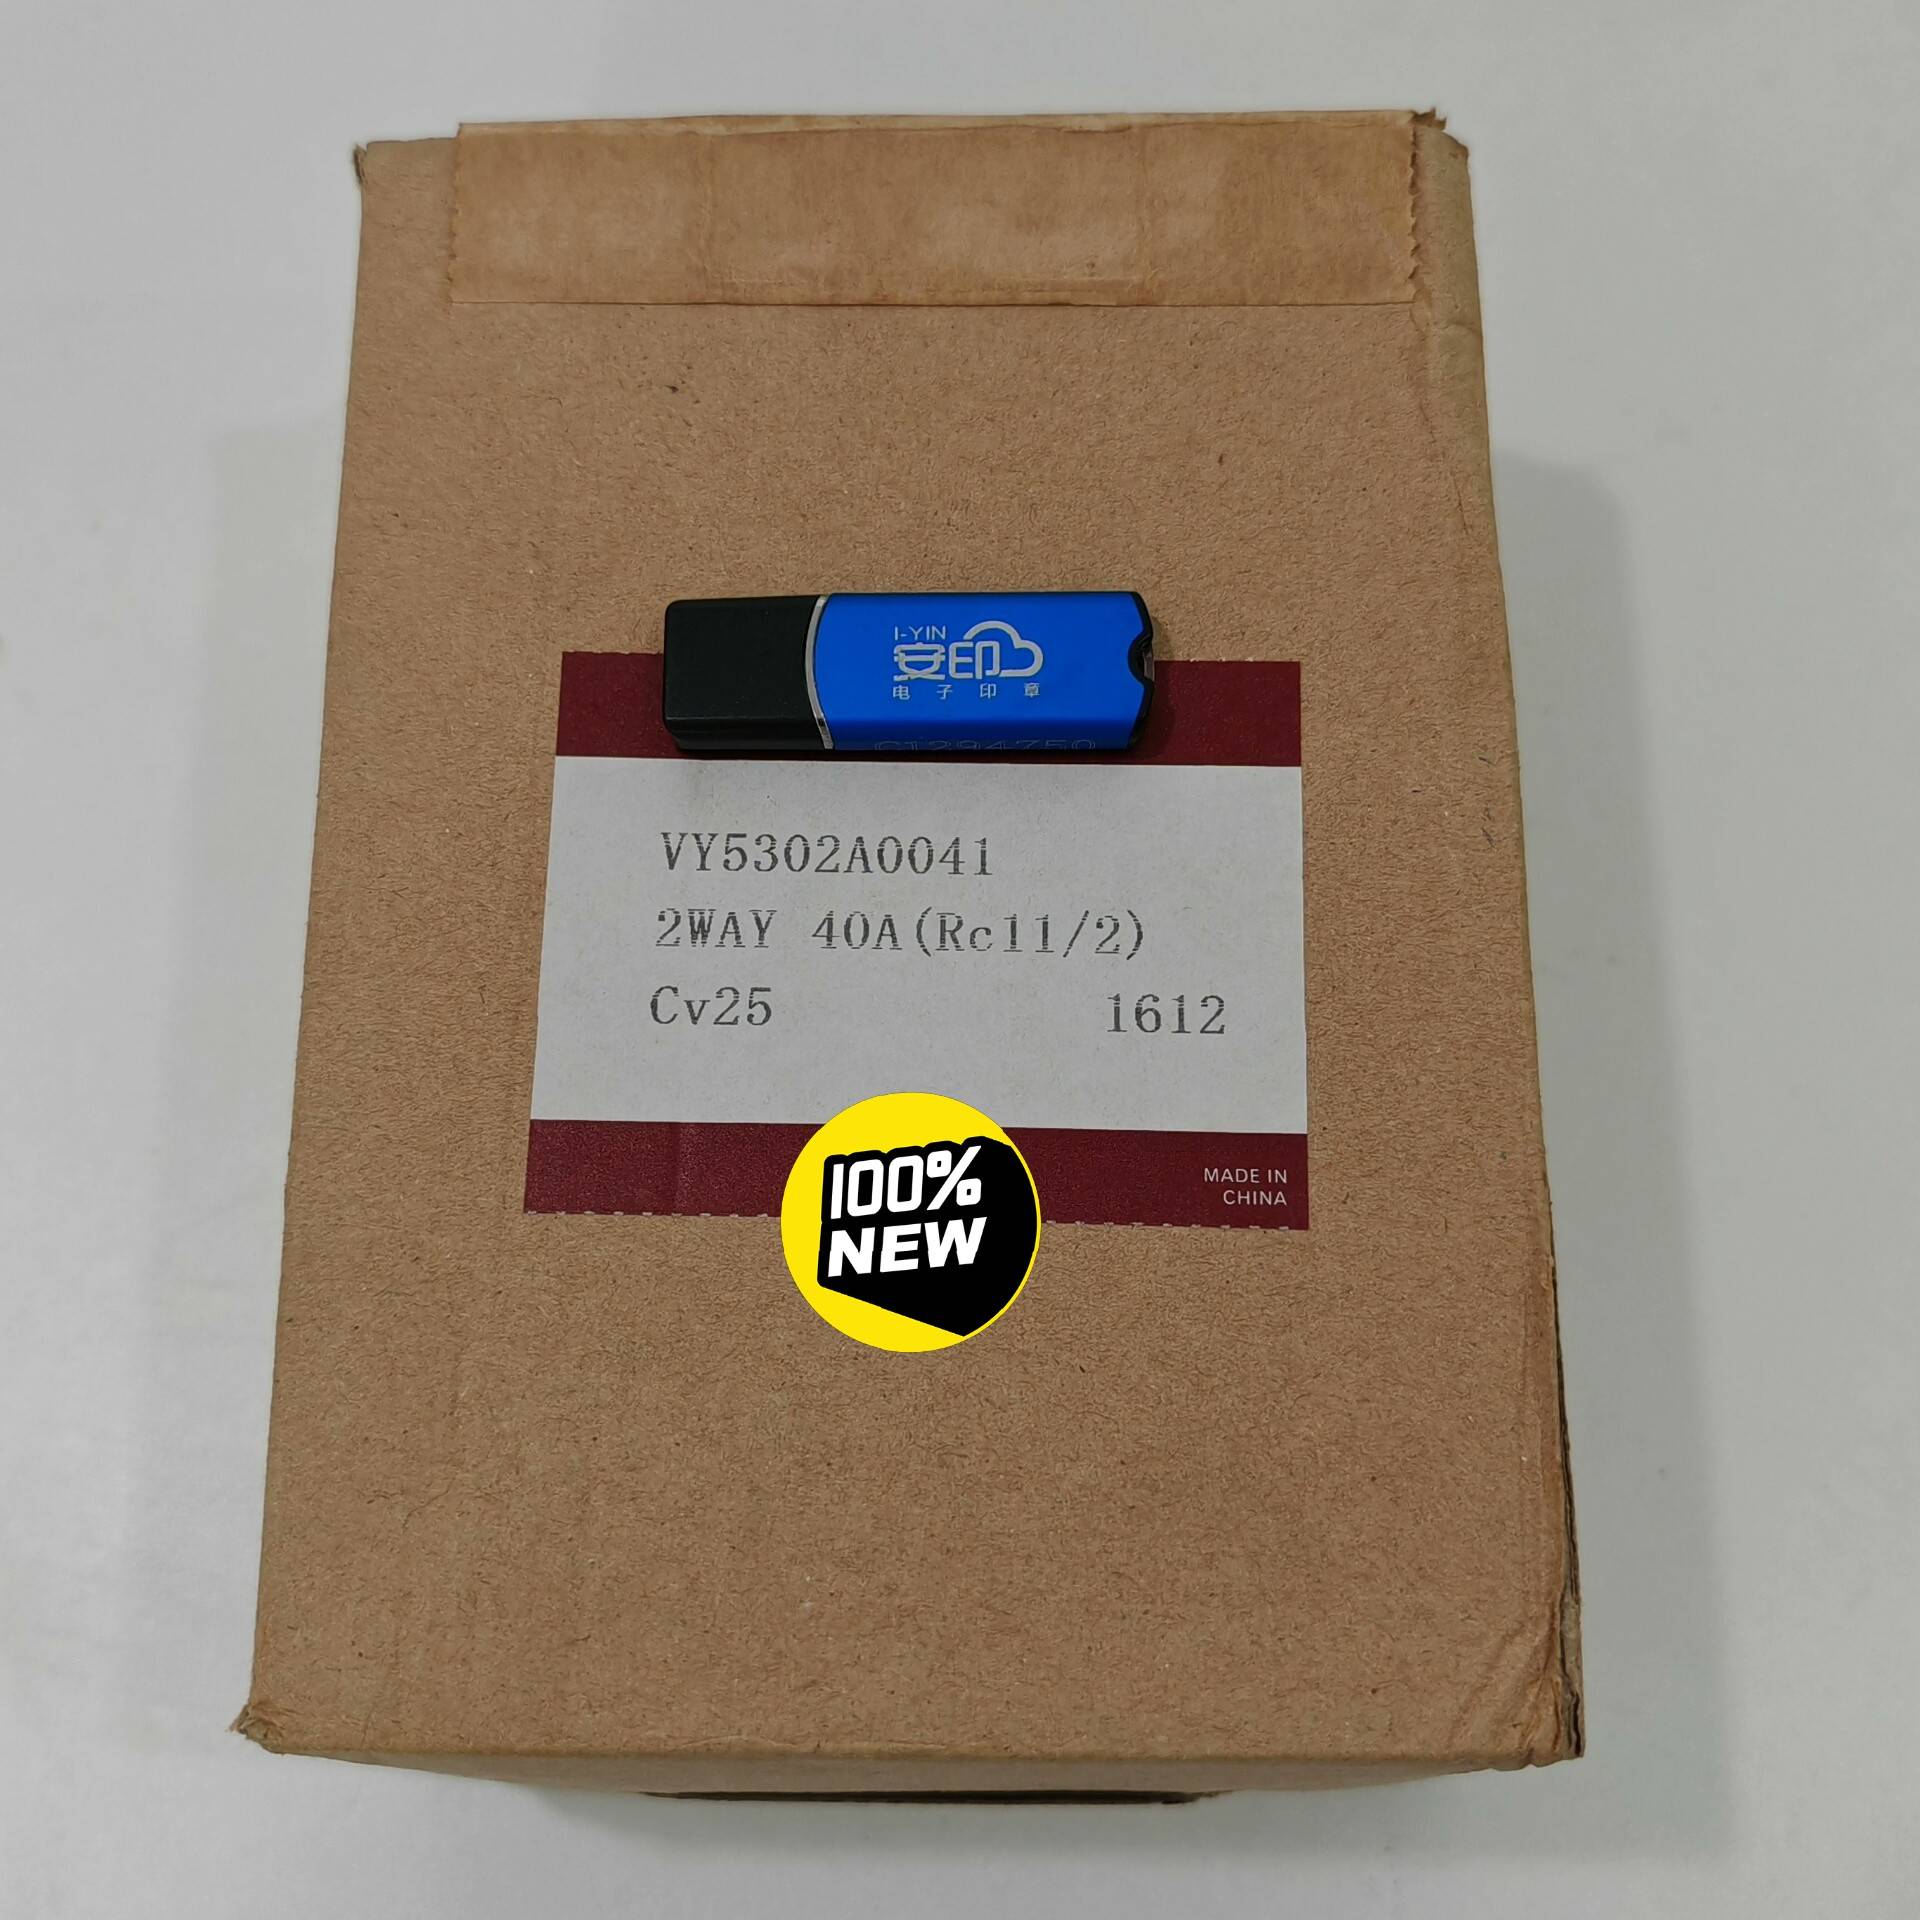 I-YIN
安印
电子印章
C1294750
VY5302A0041
2WAY 40A(Rc11/2)
Cv25 1612
MADE IN
CHINA
100%
NEW